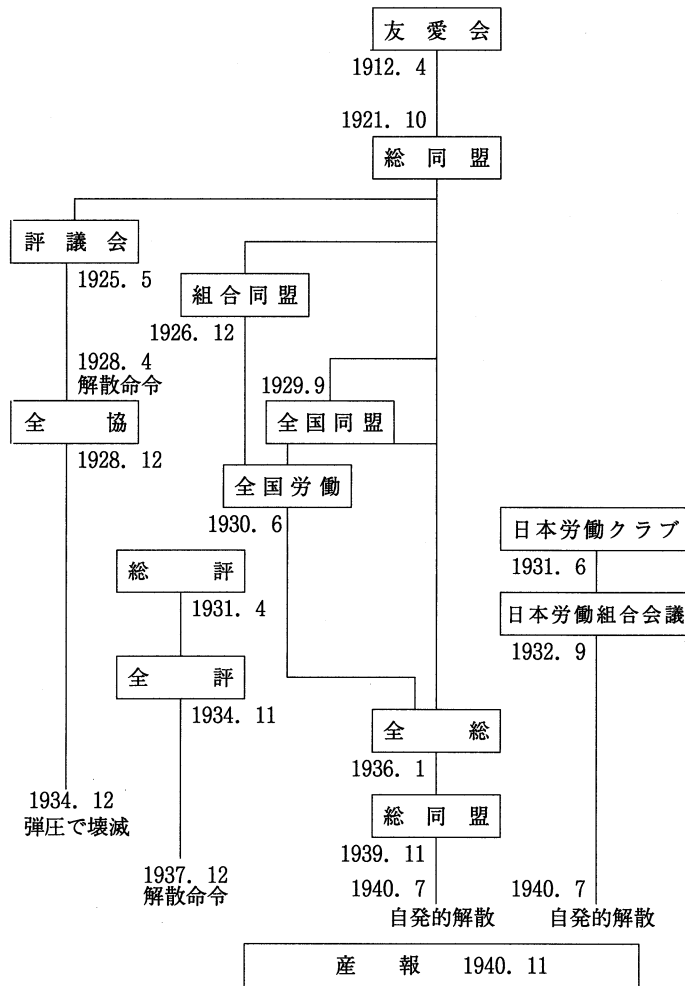 友愛会
1912. 4
1921. 10
総同盟
評議会
1925. 5
組合同盟
1926. 12
1928. 4
解散命令
1929.9
全国同盟
全協
1928. 12
全国労働
1930. 6
日本労働クラブ
1931. 6
総評
1931. 4
日本労働組合会議
1932. 9
全評
1934. 11
全総
1936. 1
1934. 12
弾圧で壊滅
総同盟
1939. 11
1937. 12
解散命令
1940. 7
自発的解散
1940. 7
自発的解散
産報 1940. 11